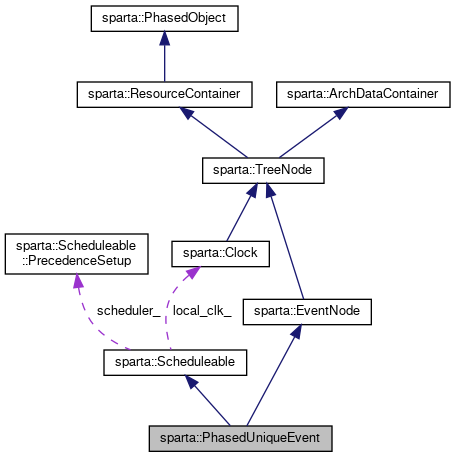 sparta::PhasedObject
sparta::ResourceContainer
sparta::ArchDataContainer
sparta::TreeNode
sparta::Scheduleable
::PrecedenceSetup
sparta::Clock
scheduler_
local_clk_
sparta::EventNode
sparta::Scheduleable
sparta::PhasedUniqueEvent